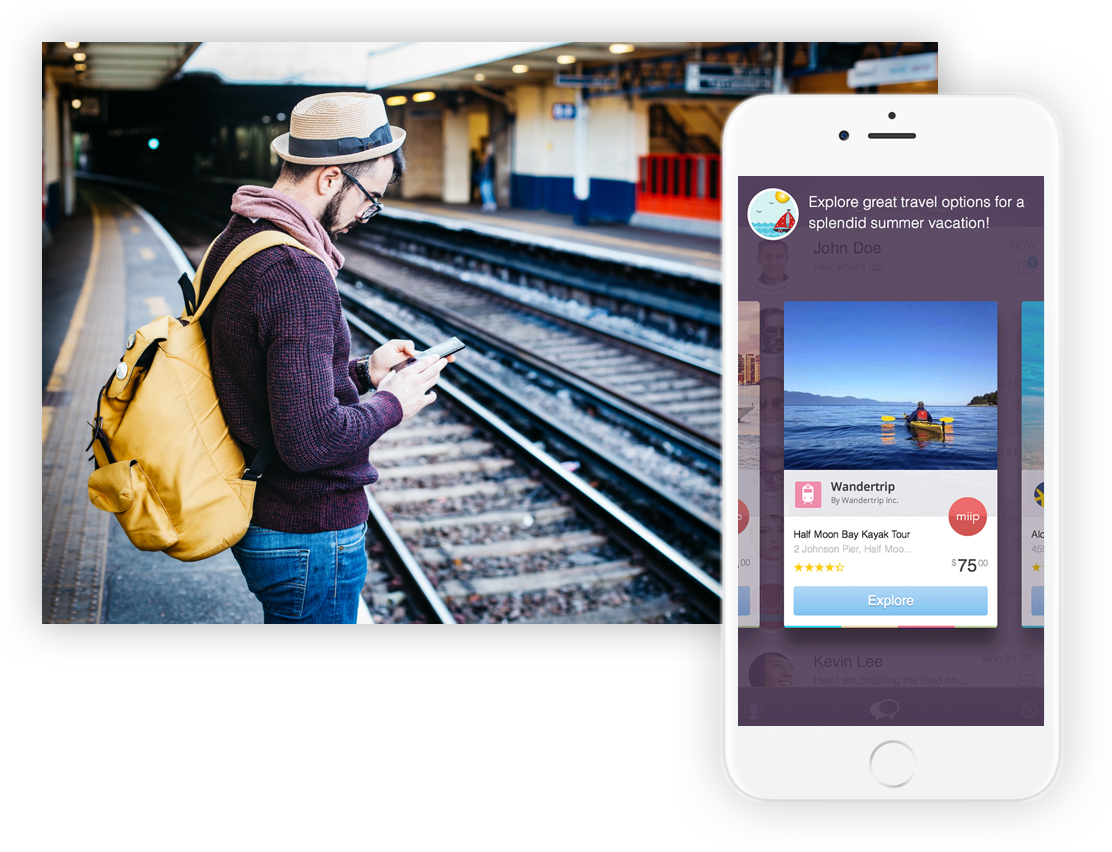 Explore great travel options for a
splendid summer vacation!
John Doe
NOW
Hey what's up!
2
Wandertrip
By Wandertrip Inc.
miip
Half Moon Bay Kayak Tour
2 Johnson Pier, Half Moo...
$75.00
Explore
Kevin Lee
Mon 21:36
Hey i am ordering the food on...